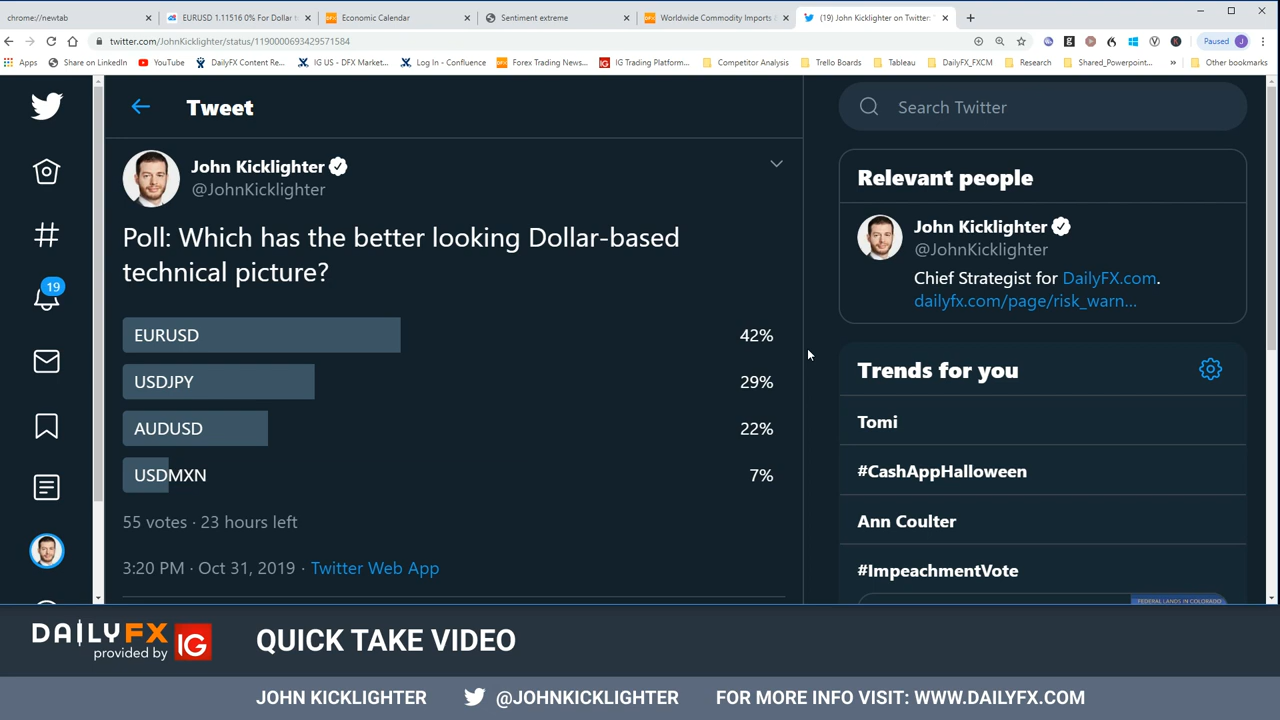 chrome://newtab
EURUSD 1.11516 0% For Dollar t
Economic Calendar
Sentiment extreme
Worldwide Commodity Imports &
(19) John Kicklighter on Twitter:
twitter.com/JohnKicklighter/status/1190000693429571584
Paused
J
Apps
Share on LinkedIn
YouTube
DailyFX Content Re...
IG US - DFX Market...
Log In - Confluence
Forex Trading News...
IG Trading Platform...
Competitor Analysis
Trello Boards
Tableau
DailyFX_FXCM
Research
Shared_Powerpoint...
»
Other bookmarks
Tweet
Search Twitter
John Kicklighter
@JohnKicklighter
Poll: Which has the better looking Dollar-based
technical picture?
EURUSD 42%
USDJPY 29%
AUDUSD 22%
USDMXN 7%
55 votes · 23 hours left
3:20 PM · Oct 31, 2019 · Twitter Web App
19
Relevant people
John Kicklighter
@JohnKicklighter
Chief Strategist for DailyFX.com.
dailyfx.com/page/risk_warn...
Trends for you
Tomi
#CashAppHalloween
Ann Coulter
#ImpeachmentVote
FEDERAL LANDS IN COLORADO
DAILYFX
provided by IG
QUICK TAKE VIDEO
JOHN KICKLIGHTER @JOHNKICKLIGHTER FOR MORE INFO VISIT: WWW.DAILYFX.COM